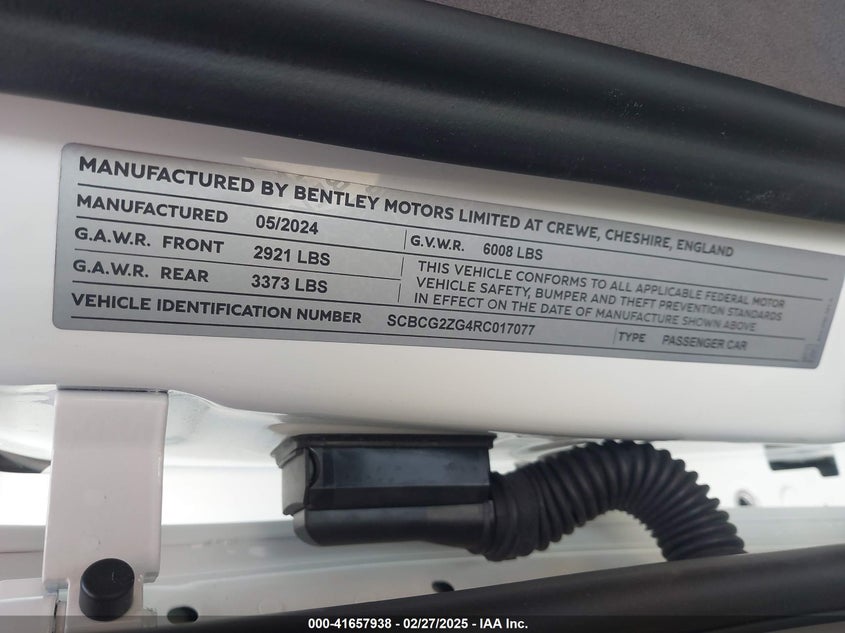 MANUFACTURED BY BENTLEY MOTORS LIMITED AT CREWE, CHESHIRE, ENGLAND
MANUFACTURED 05/2024
G.A.W.R. FRONT 2921 LBS
G.A.W.R. REAR 3373 LBS
G.V.W.R. 6008 LBS
THIS VEHICLE CONFORMS TO ALL APPLICABLE FEDERAL MOTOR
VEHICLE SAFETY, BUMPER AND THEFT PREVENTION STANDARDS
IN EFFECT ON THE DATE OF MANUFACTURE SHOWN ABOVE
VEHICLE IDENTIFICATION NUMBER SCBCG2ZG4RC017077
TYPE PASSENGER CAR
000-41657938 - 02/27/2025 - IAA Inc.